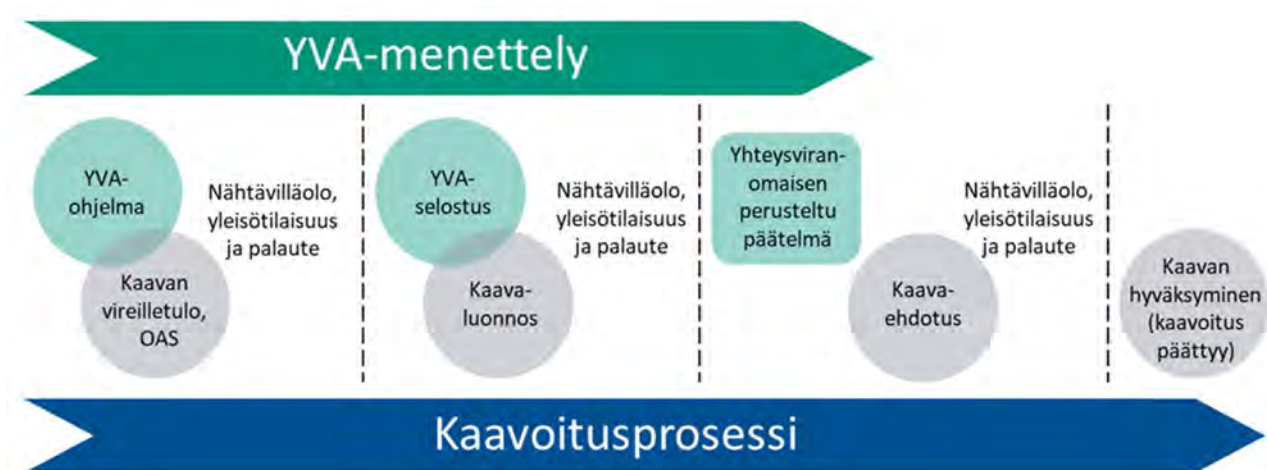 YVA-menettely
YVA-
ohjelma
Kaavan
vireilletulo,
OAS
Nähtävilläolo,
yleisötilaisuus
ja palaute
YVA-
selostus
Kaava-
luonnos
Nähtävilläolo,
yleisötilaisuus
ja palaute
Yhteysviran-
omaisen
perusteltu
päätelmä
Kaava-
ehdotus
Nähtävilläolo,
yleisötilaisuus
ja palaute
Kaavan
hyväksyminen
(kaavoitus
päättyy)
Kaavoitusprosessi